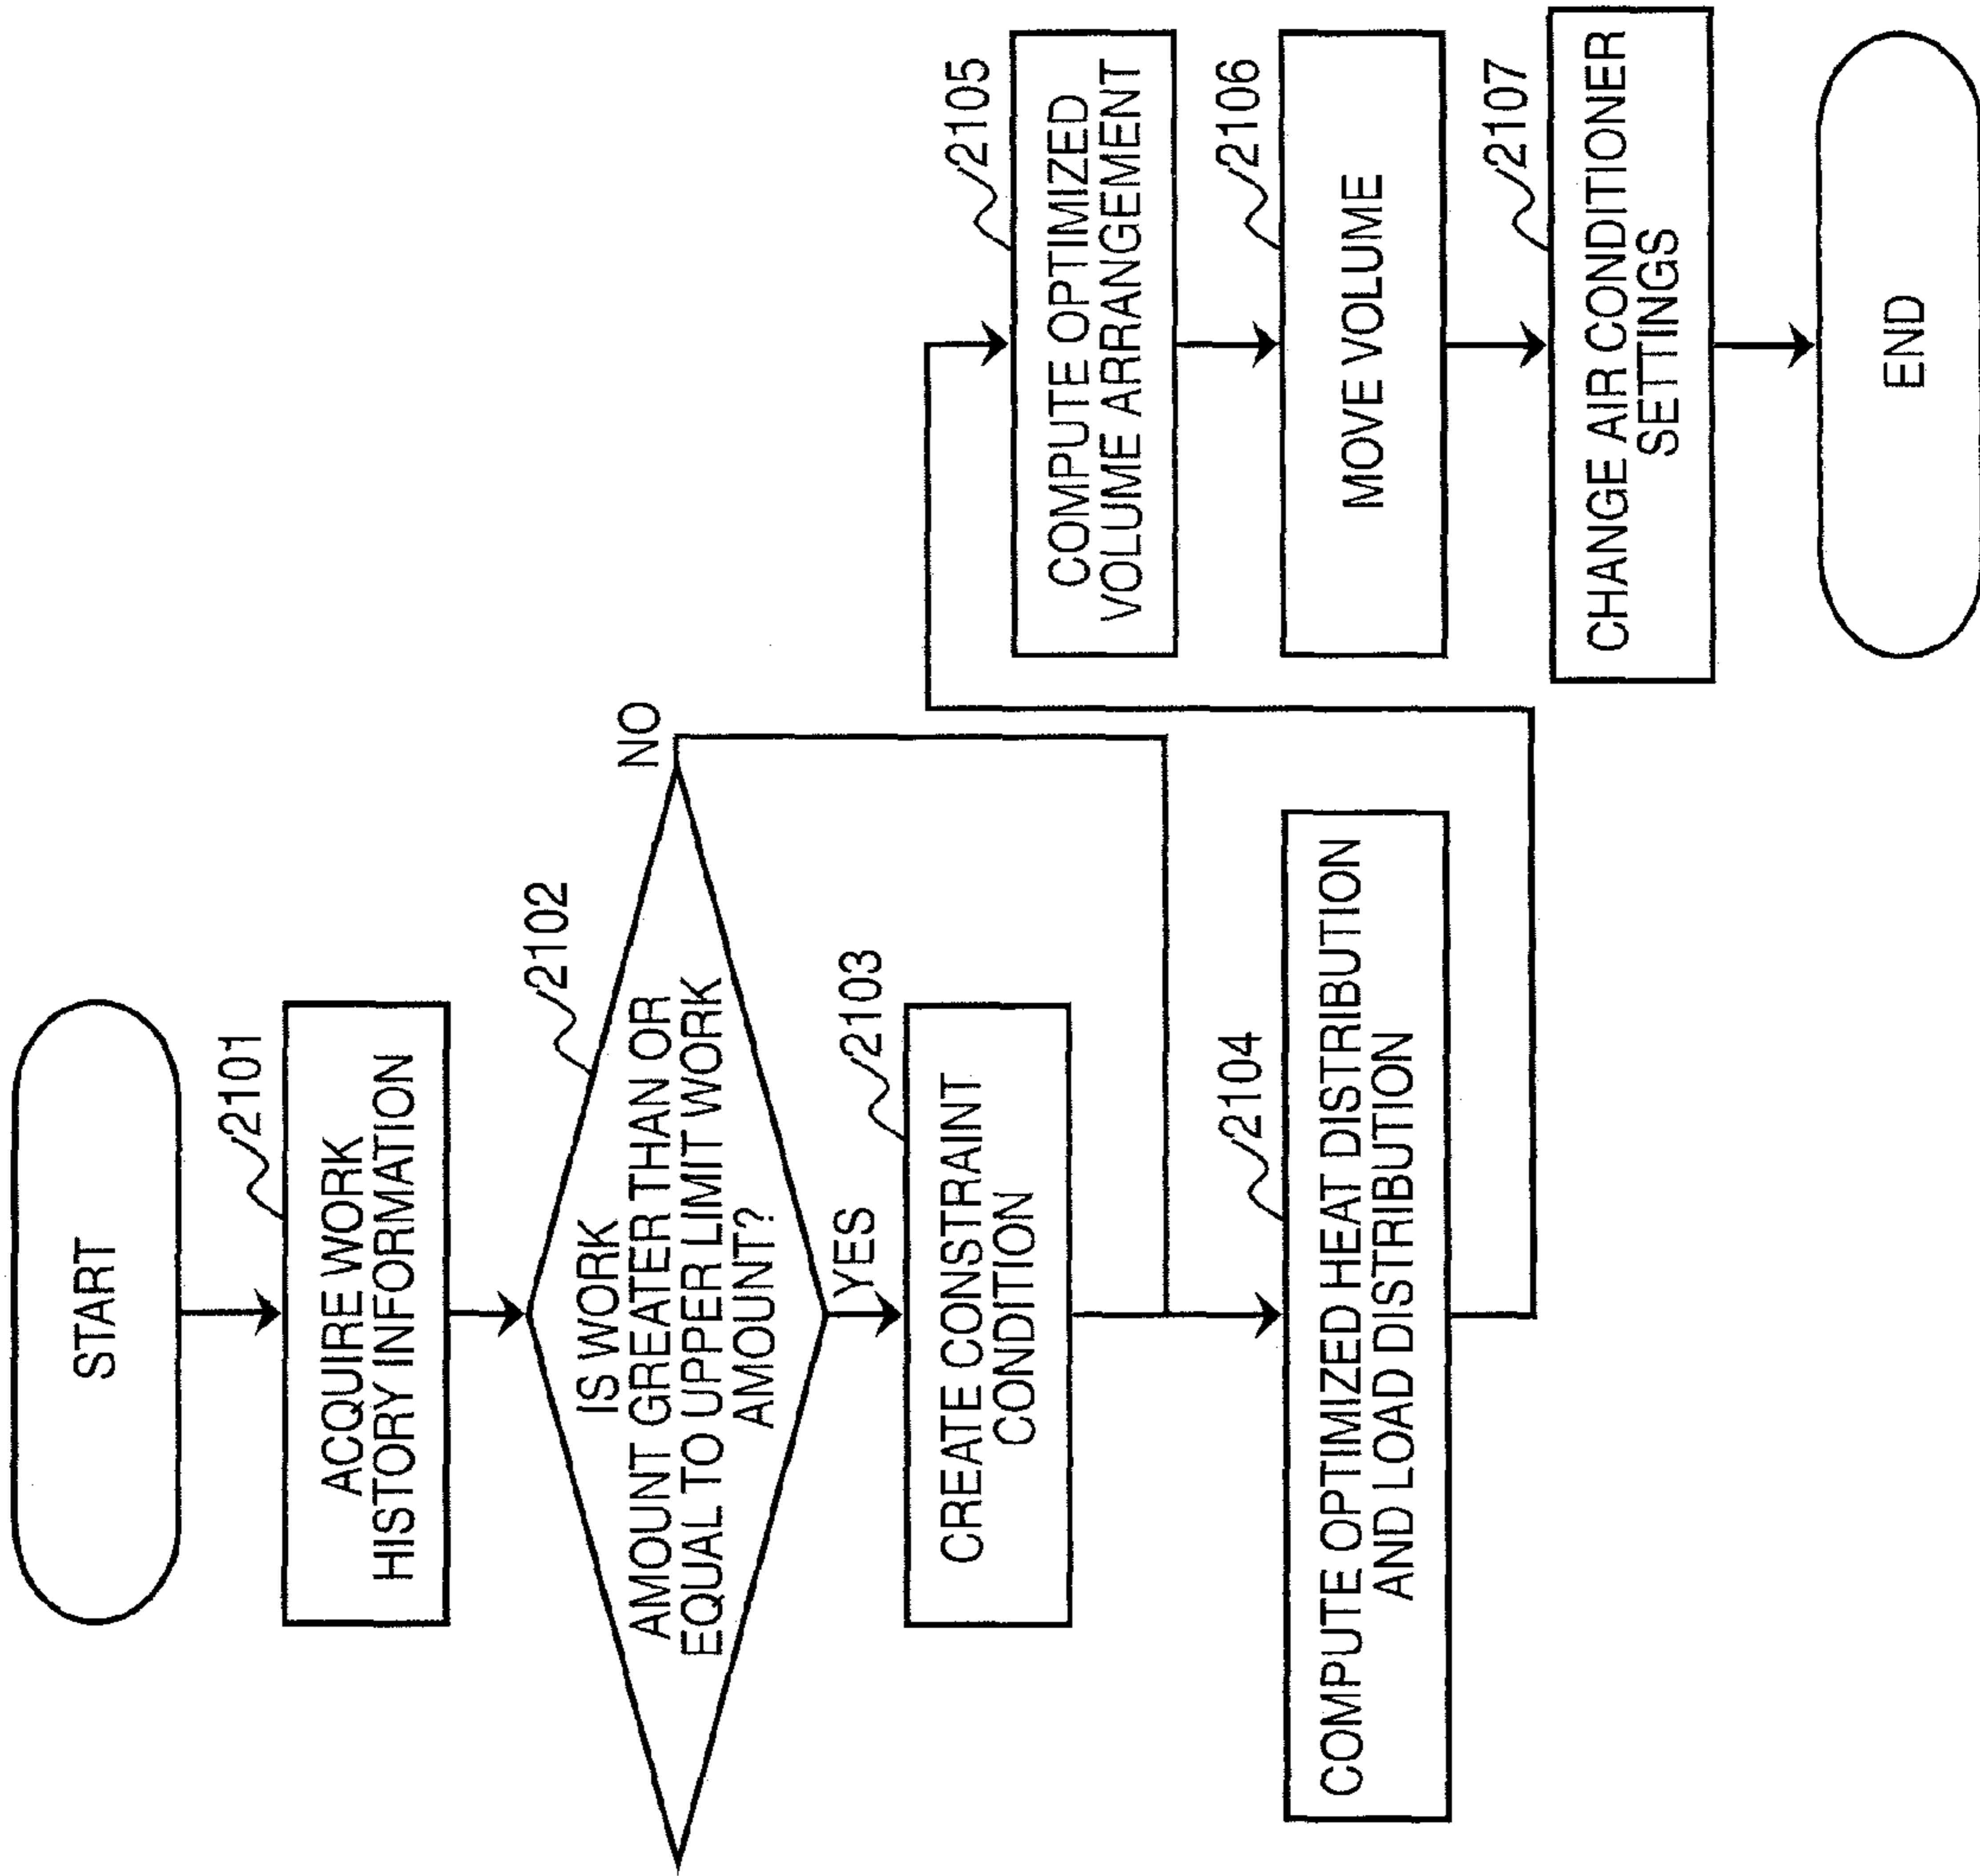 START
2101
ACQUIRE WORK
HISTORY INFORMATION
2102
IS WORK
AMOUNT GREATER THAN OR
EQUAL TO UPPER LIMIT WORK
AMOUNT?
NO
YES
2103
CREATE CONSTRAINT
CONDITION
2104
COMPUTE OPTIMIZED HEAT DISTRIBUTION
AND LOAD DISTRIBUTION
2105
COMPUTE OPTIMIZED
VOLUME ARRANGEMENT
2106
MOVE VOLUME
2107
CHANGE AIR CONDITIONER
SETTINGS
END